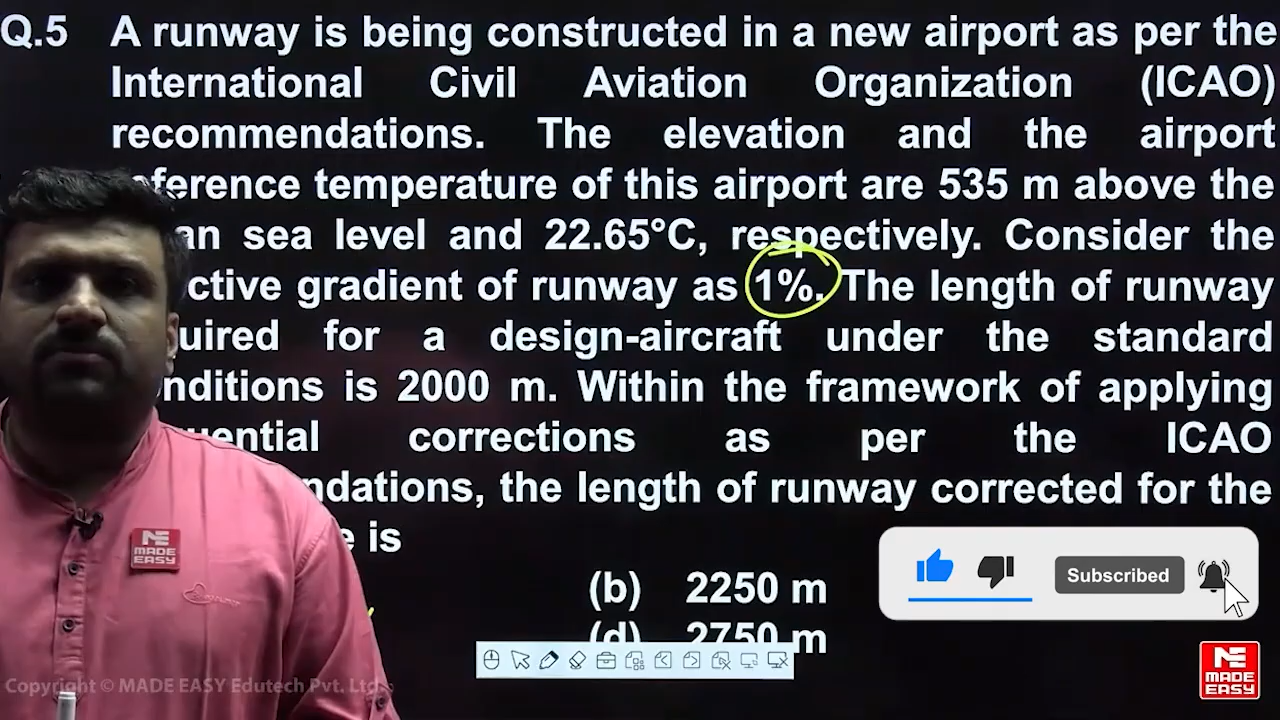 Q.5 A runway is being constructed in a new airport as per the
International Civil Aviation Organization (ICAO)
recommendations. The elevation and the airport
eference temperature of this airport are 535 m above the
an sea level and 22.65°C, respectively. Consider the
ctive gradient of runway as 1%. The length of runway
uired for a design-aircraft under the standard
nditions is 2000 m. Within the framework of applying
uential corrections as per the ICAO
ndations, the length of runway corrected for the
e is
(b) 2250 m
(d) 2750 m
Subscribed
NE
MADE
EASY
NE
MADE
EASY
Copyright © MADE EASY Edutech Pvt. Ltd.